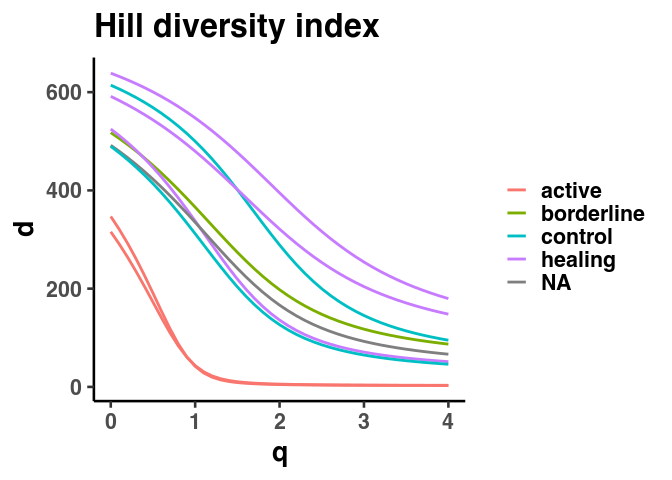 Hill diversity index
600
400
200
0
d
0 1 2 3 4
q
active
borderline
control
healing
NA